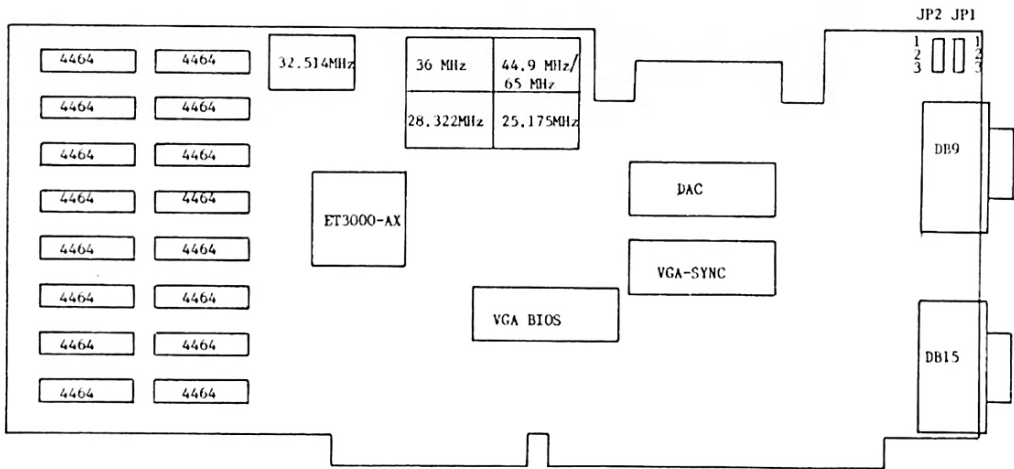 JP2 JP1
1 1
2 2
3 3
4464 4464
4464 4464
4464 4464
4464 4464
4464 4464
4464 4464
4464 4464
4464 4464
32.514MHz
36 MHz
44.9 MHz/
65 MHz
28.322MHz
25.175MHz
ET3000-AX
DAC
VGA-SYNC
VGA BIOS
DB9
DB15